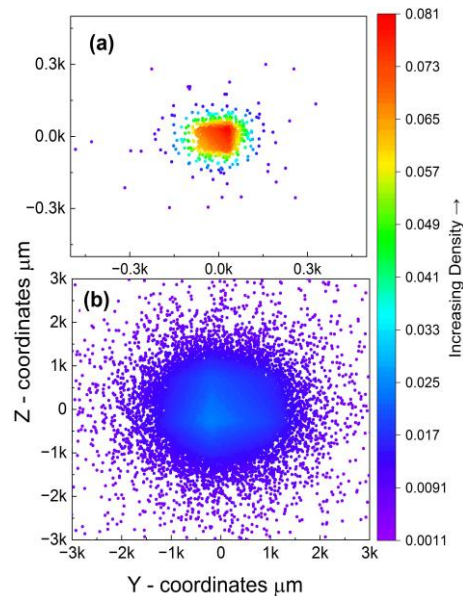 (a)
0.3k
0.0k
−0.3k
−0.3k 0.0k 0.3k
(b)
3k
2k
1k
0
−1k
−2k
−3k
−3k −2k −1k 0 1k 2k 3k
Z - coordinates μm
Y - coordinates μm
0.081
0.073
0.065
0.057
0.049
0.041
0.033
0.025
0.017
0.0091
0.0011
Increasing Density →